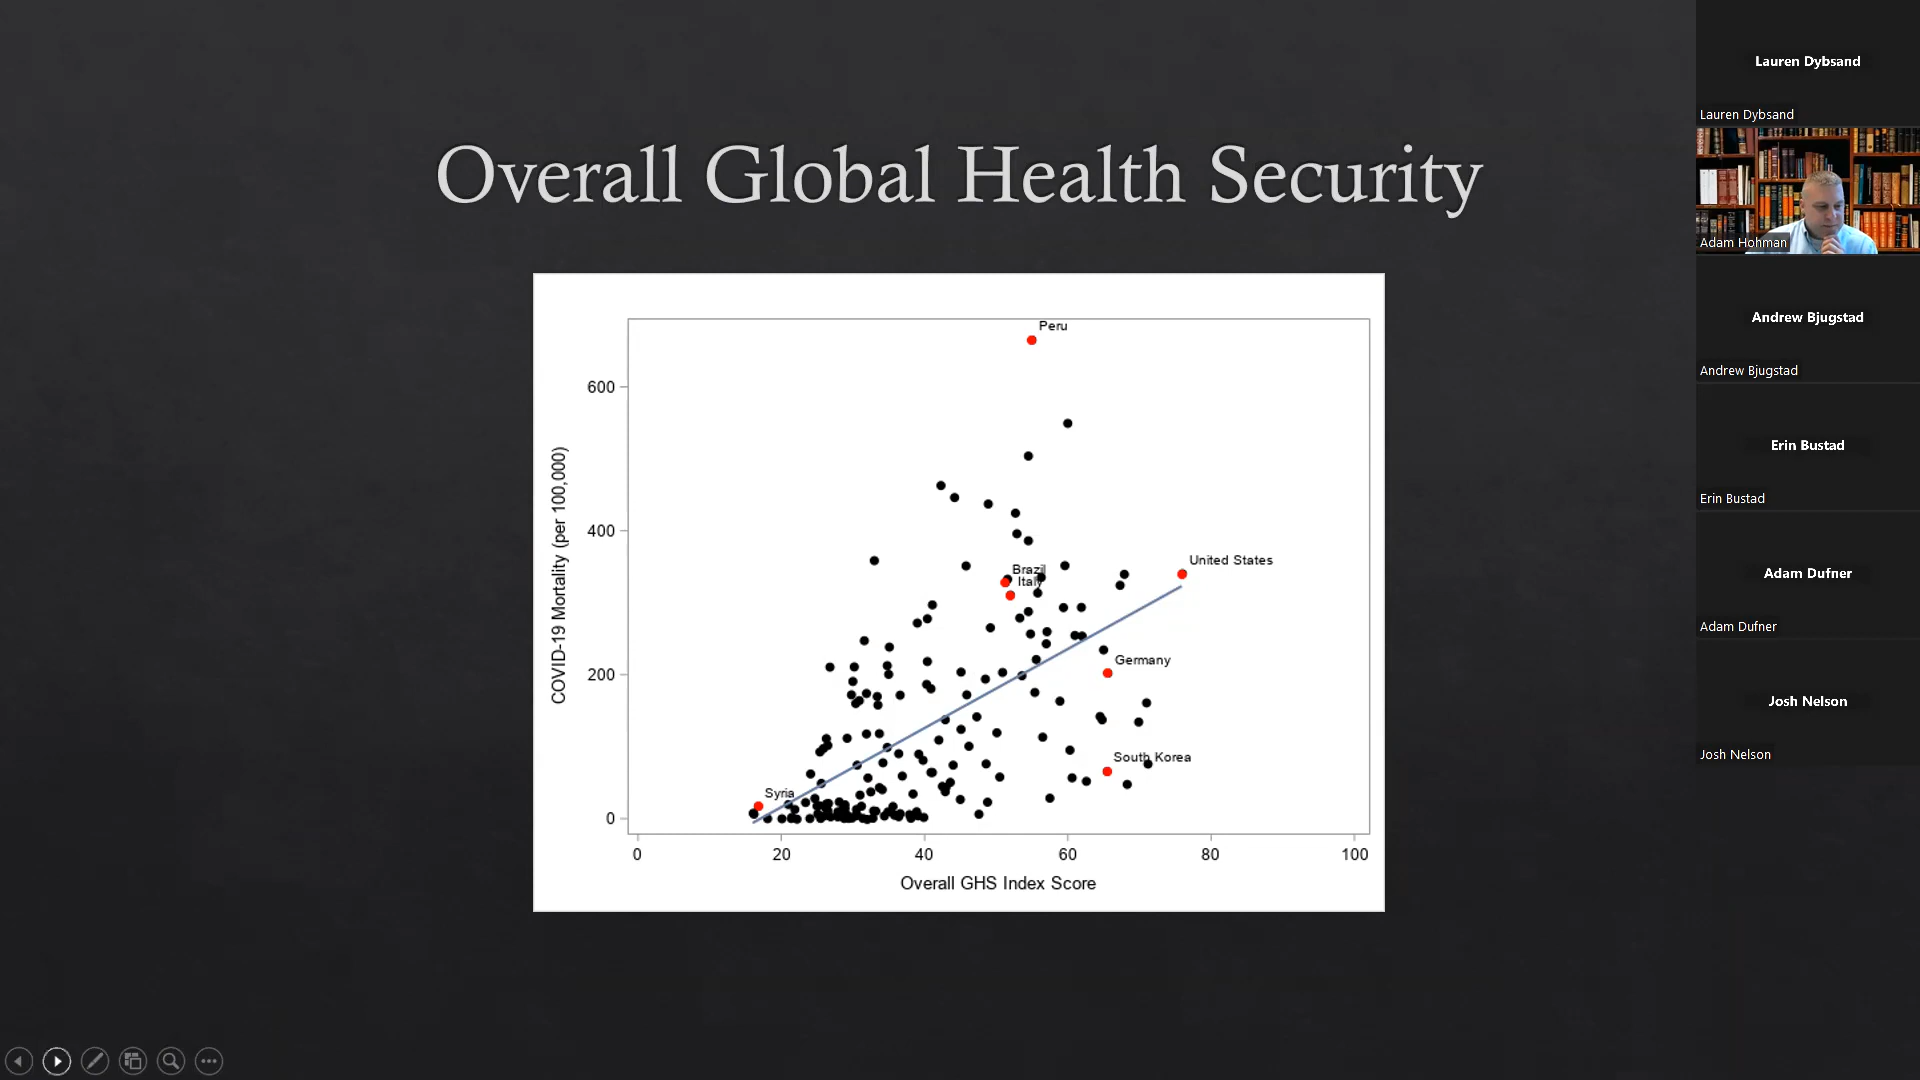 Overall Global Health Security
Peru
600
COVID-19 Mortality (per 100,000)
400
United States
Brazil
Italy
Germany
200
South Korea
Syria
0
0 20 40 60 80 100
Overall GHS Index Score
Lauren Dybsand
Lauren Dybsand
Adam Hohman
Andrew Bjugstad
Andrew Bjugstad
Erin Bustad
Erin Bustad
Adam Dufner
Adam Dufner
Josh Nelson
Josh Nelson